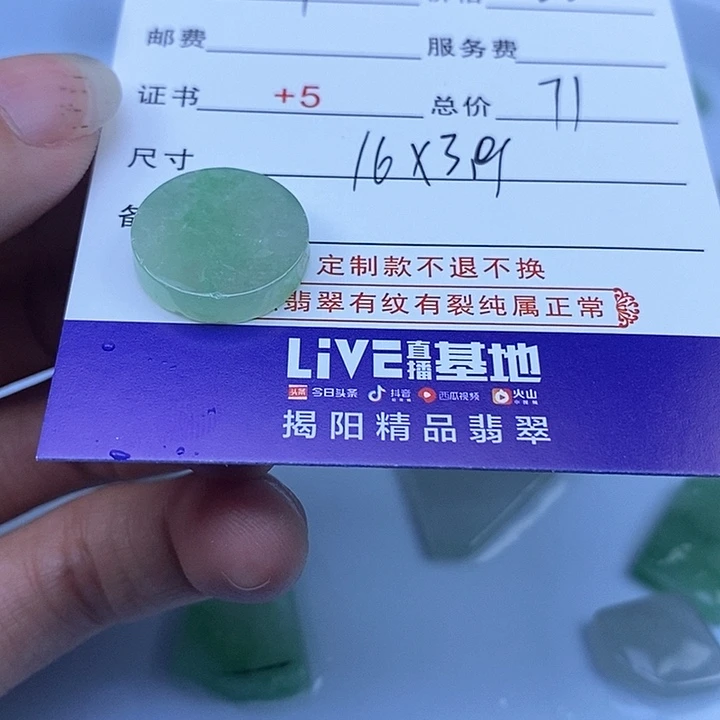 邮费 服务费
证书 +5 总价 71
尺寸 16X3.9
定制款不退不换
翡翠有纹有裂纯属正常
LiVE直播基地
头条 今日头条 抖音 西瓜视频 火山
揭阳精品翡翠